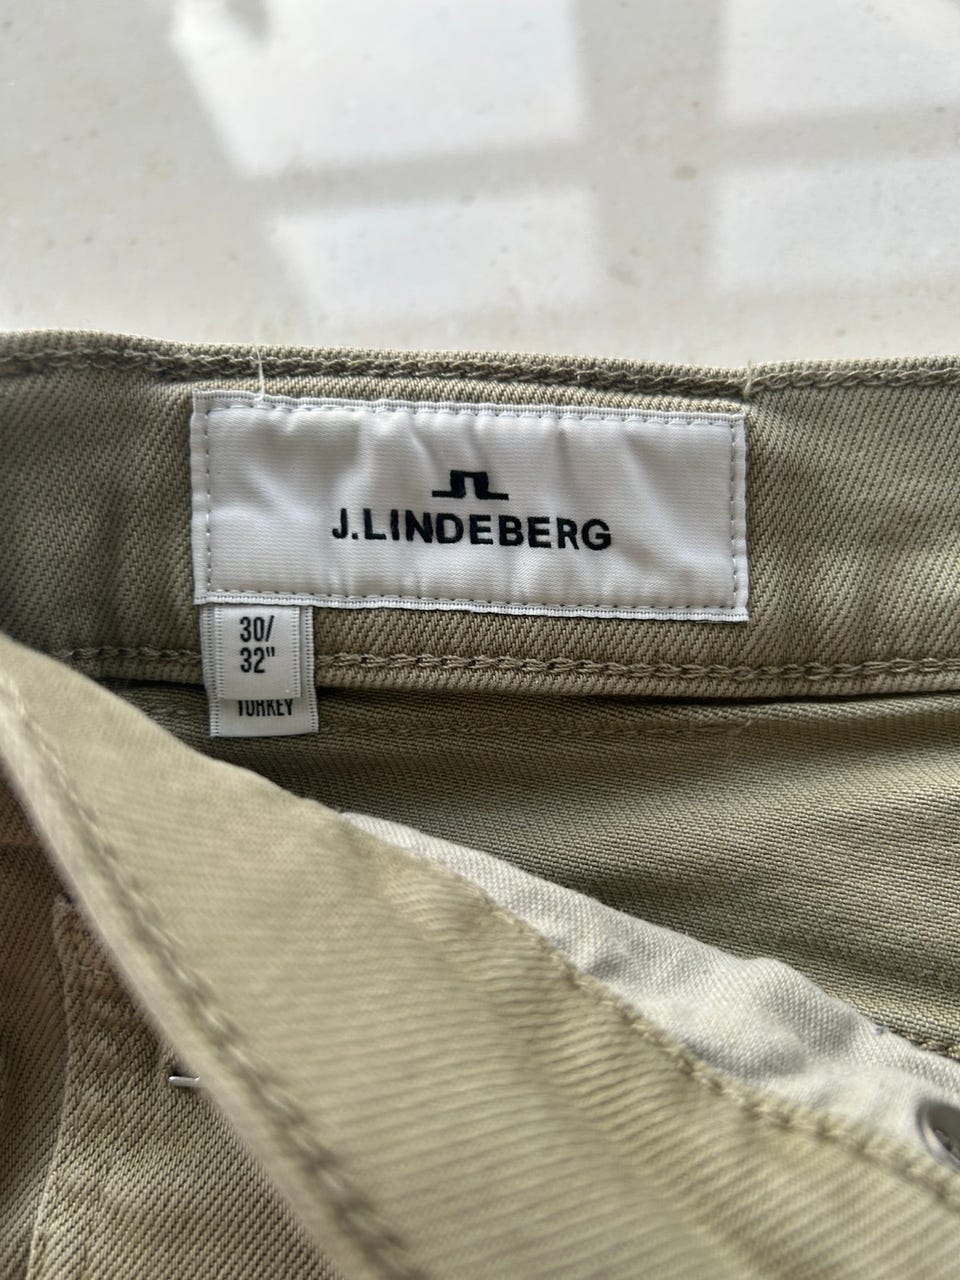 J.LINDEBERG
30/
32"
TURKEY